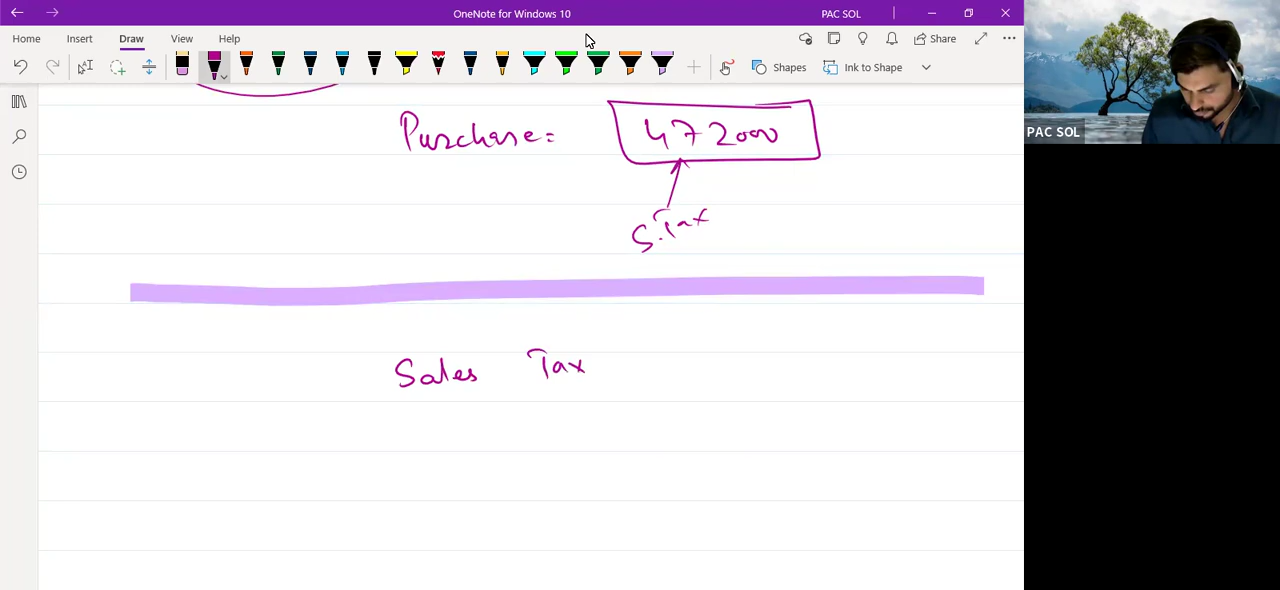 OneNote for Windows 10
PAC SOL
Home Insert Draw View Help
Share
Shapes
Ink to Shape
Purchase= 472000
S.Tax
Sales Tax
PAC SOL